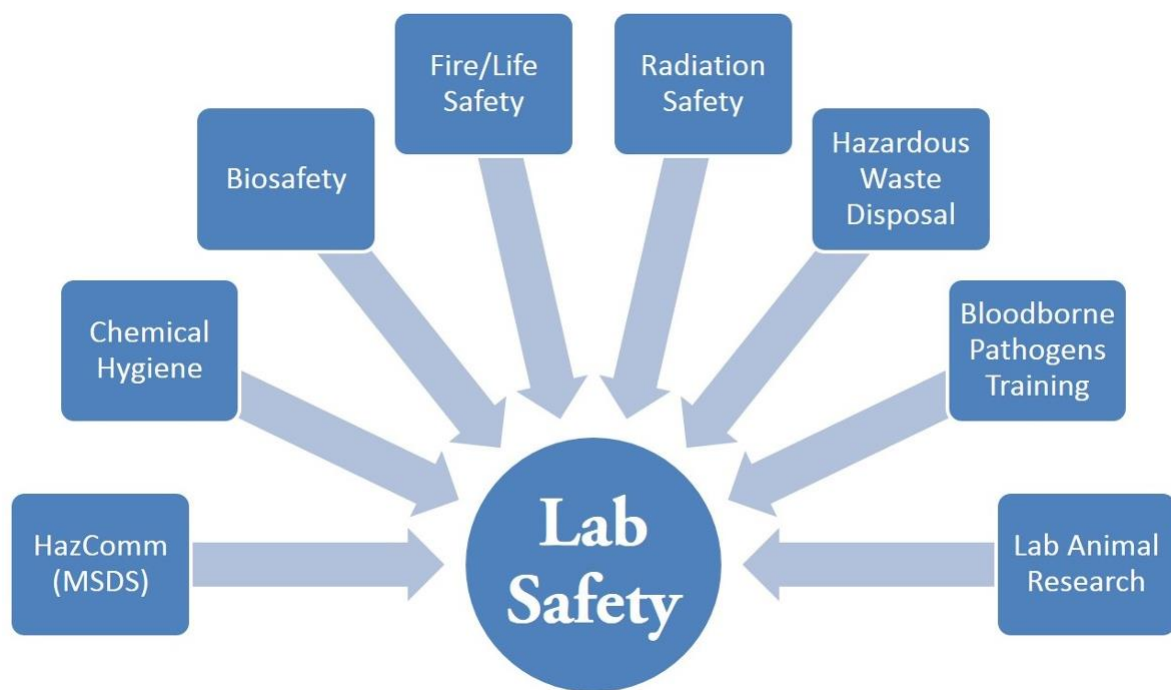 Fire/Life
Safety
Radiation
Safety
Biosafety
Hazardous
Waste
Disposal
Chemical
Hygiene
Bloodborne
Pathogens
Training
HazComm
(MSDS)
Lab
Safety
Lab Animal
Research